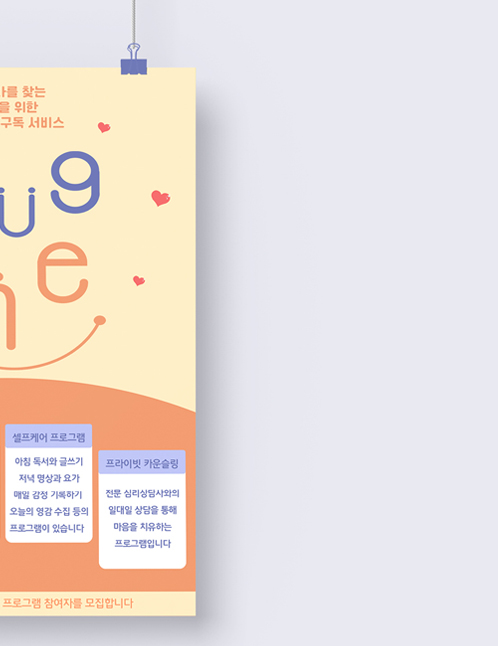 를 찾는
을 위한
구독 서비스
üg
e
셀프케어 프로그램
아침 독서와 글쓰기
저녁 명상과 요가
매일 감정 기록하기
오늘의 영감 수집 등의
프로그램이 있습니다
프라이빗 카운슬링
전문 심리상담사와의
일대일 상담을 통해
마음을 치유하는
프로그램입니다
프로그램 참여자를 모집합니다